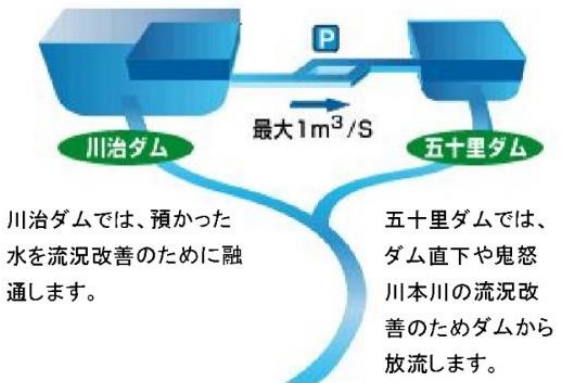 P
最大1m³/S
川治ダム
五十里ダム
川治ダムでは、預かった
水を流況改善のために融
通します。
五十里ダムでは、
ダム直下や鬼怒
川本川の流況改
善のためダムから
放流します。